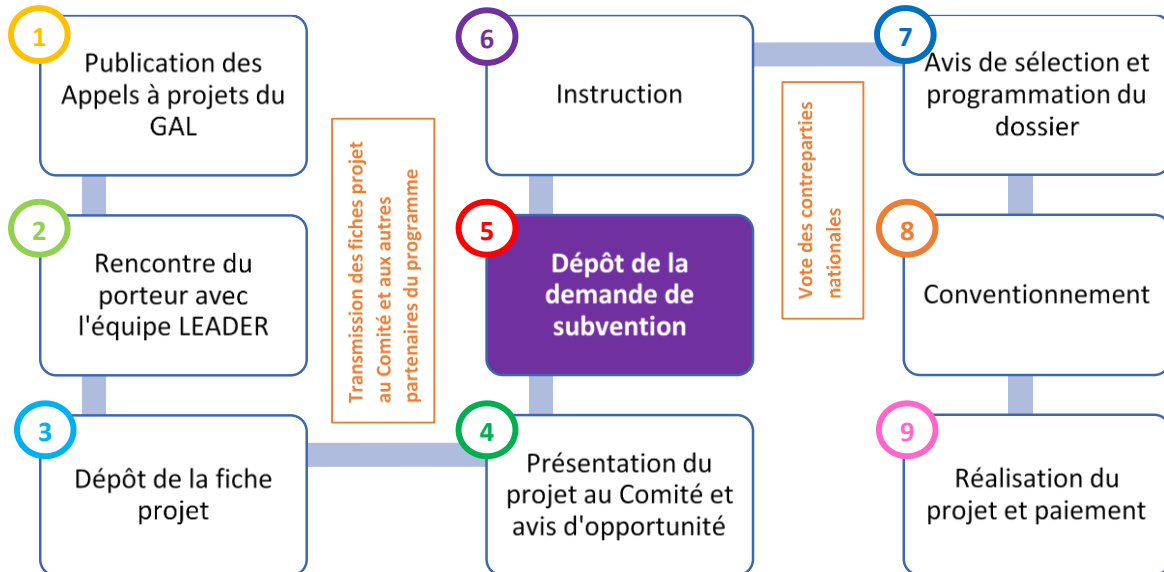 1
Publication des
Appels à projets du
GAL
2
Rencontre du
porteur avec
l'équipe LEADER
3
Dépôt de la fiche
projet
Transmission des fiches projet
au Comité et aux autres
partenaires du programme
4
Présentation du
projet au Comité et
avis d'opportunité
5
Dépôt de la
demande de
subvention
6
Instruction
Vote des contreparties
nationales
7
Avis de sélection et
programmation du
dossier
8
Conventionnement
9
Réalisation du
projet et paiement